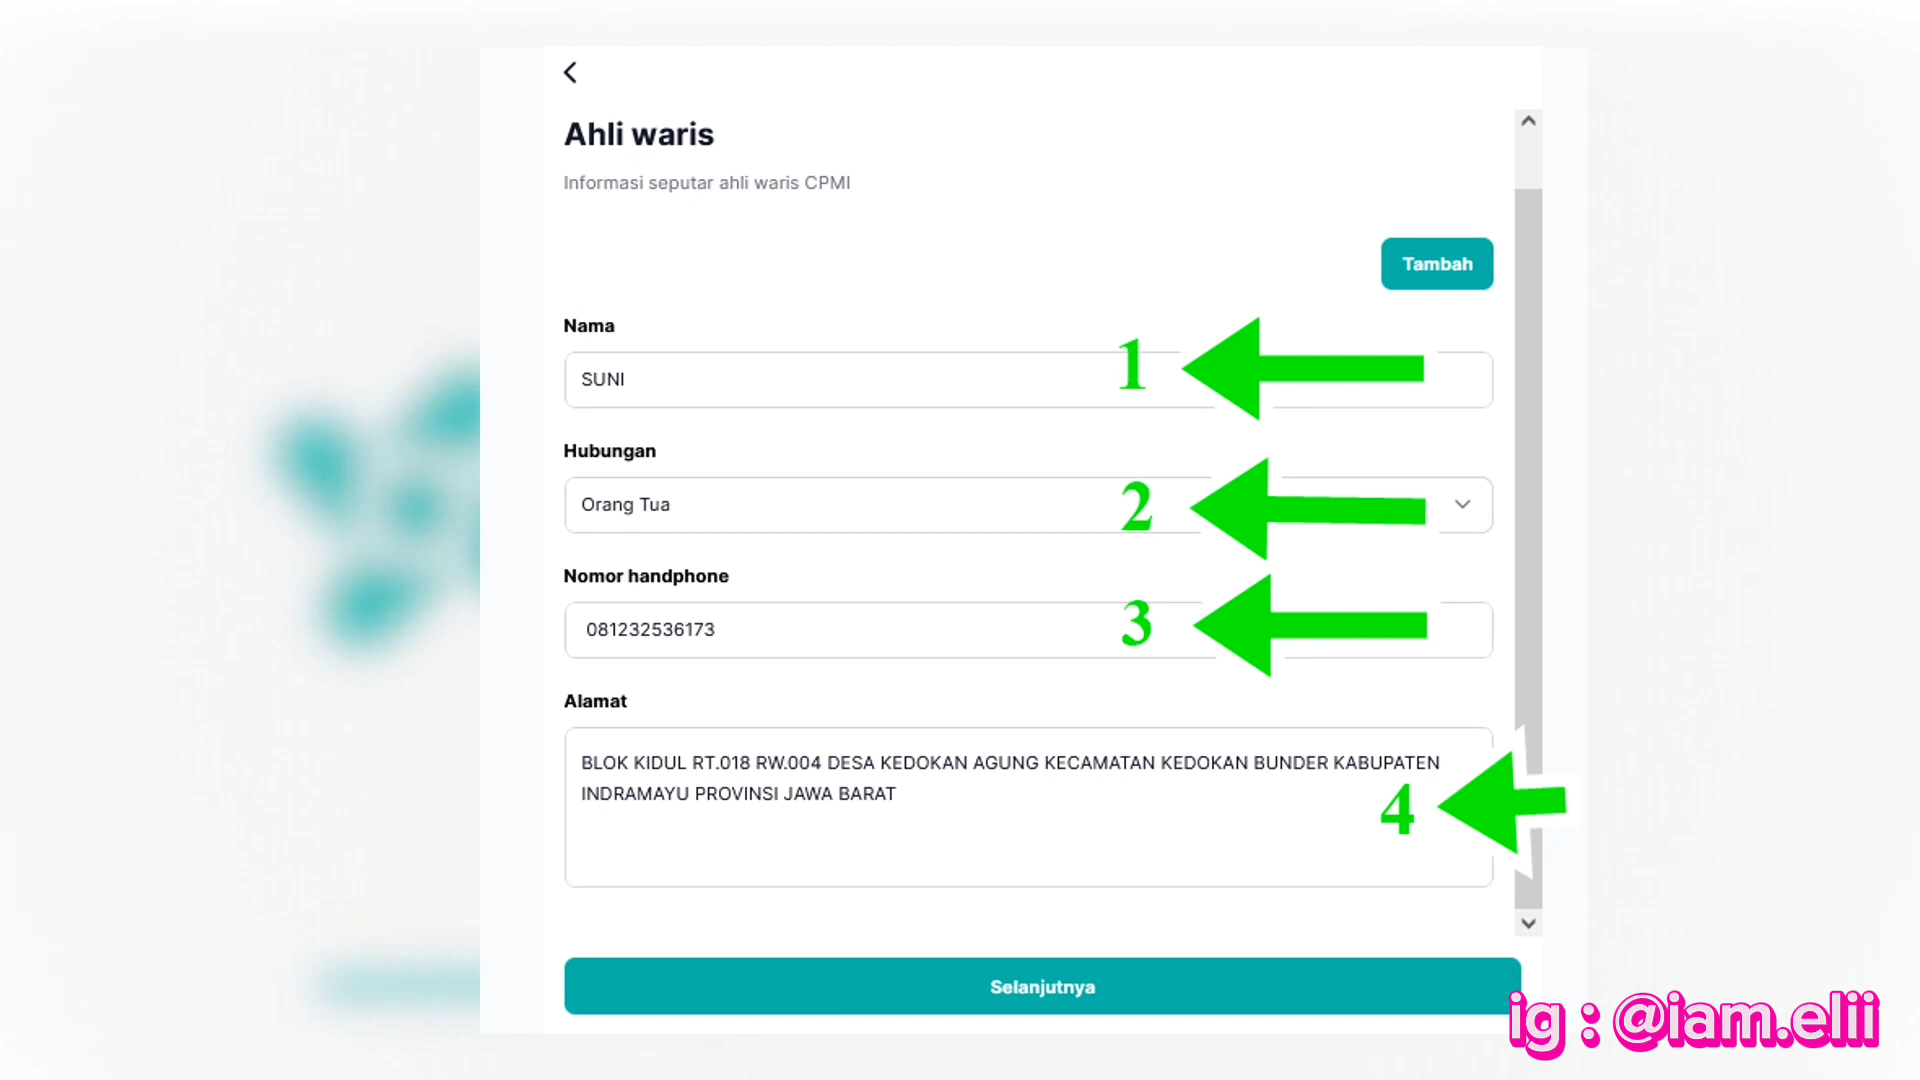 Ahli waris
Informasi seputar ahli waris CPMI
Tambah
Nama
SUNI
1
Hubungan
Orang Tua
2
Nomor handphone
081232536173
3
Alamat
BLOK KIDUL RT.018 RW.004 DESA KEDOKAN AGUNG KECAMATAN KEDOKAN BUNDER KABUPATEN
INDRAMAYU PROVINSI JAWA BARAT
4
Selanjutnya
ig : @iam.elii